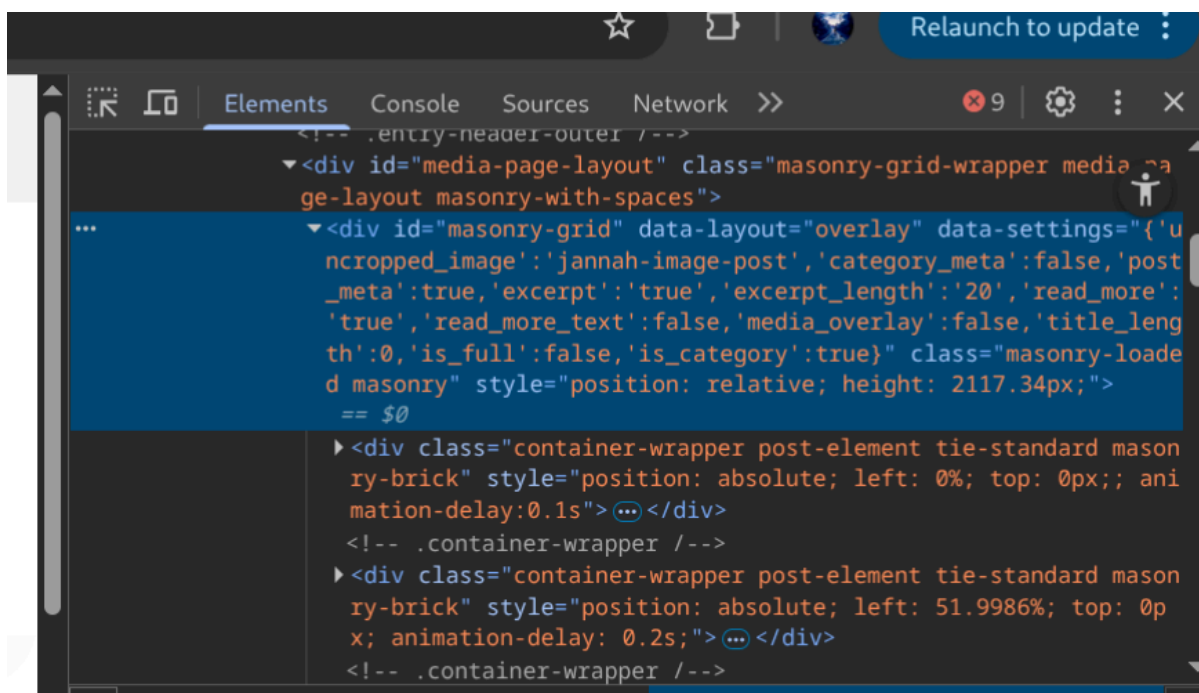 Relaunch to update
Elements Console Sources Network 9
<!-- .entry-header-outer /-->
<div id="media-page-layout" class="masonry-grid-wrapper media-pa
ge-layout masonry-with-spaces">
<div id="masonry-grid" data-layout="overlay" data-settings="{'u
ncropped_image':'jannah-image-post','category_meta':false,'post
_meta':true,'excerpt':'true','excerpt_length':'20','read_more':
'true','read_more_text':false,'media_overlay':false,'title_leng
th':0,'is_full':false,'is_category':true}" class="masonry-loade
d masonry" style="position: relative; height: 2117.34px;">
== $0
<div class="container-wrapper post-element tie-standard mason
ry-brick" style="position: absolute; left: 0%; top: 0px;; ani
mation-delay:0.1s">…</div>
<!-- .container-wrapper /-->
<div class="container-wrapper post-element tie-standard mason
ry-brick" style="position: absolute; left: 51.9986%; top: 0p
x; animation-delay: 0.2s;">…</div>
<!-- .container-wrapper /-->